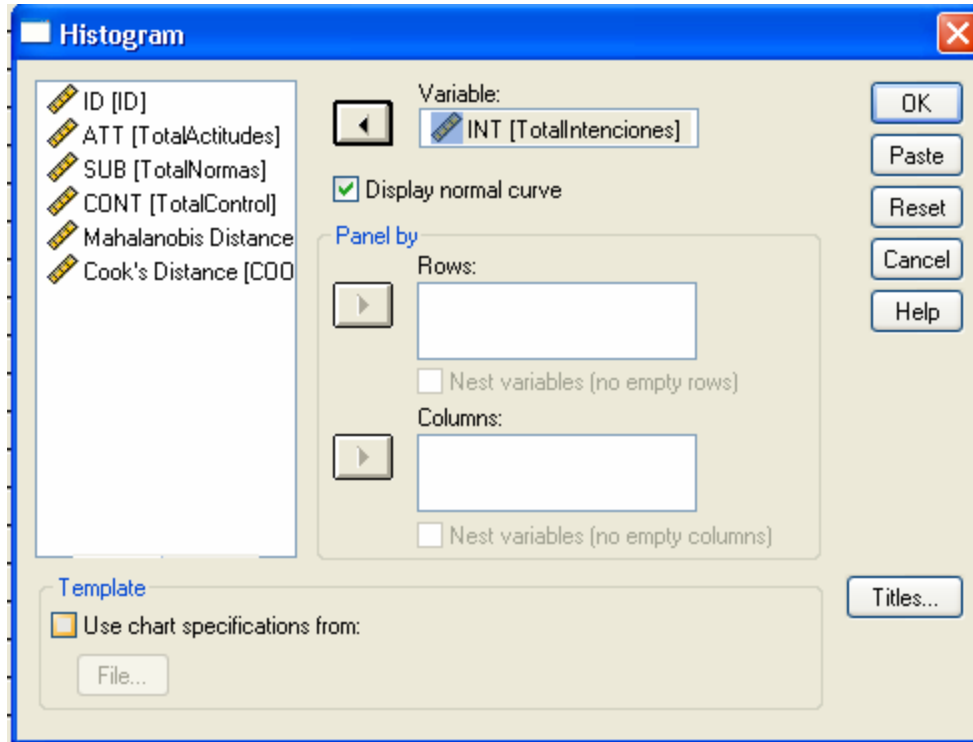 Histogram
ID [ID]
ATT [TotalActitudes]
SUB [TotalNormas]
CONT [TotalControl]
Mahalanobis Distance
Cook's Distance [COO
Variable:
INT [TotalIntenciones]
Display normal curve
Panel by
Rows:
Nest variables (no empty rows)
Columns:
Nest variables (no empty columns)
OK
Paste
Reset
Cancel
Help
Titles...
Template
Use chart specifications from:
File...